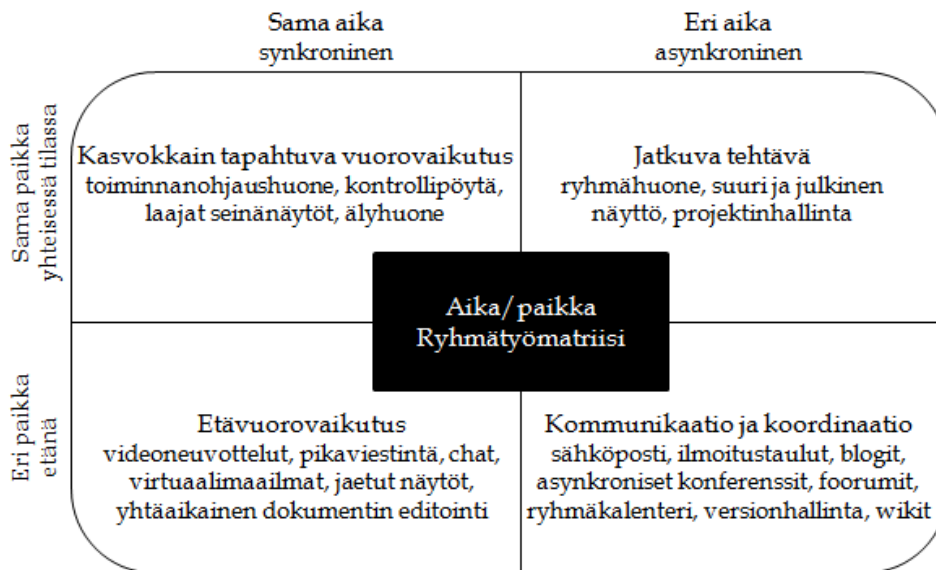 Sama aika
synkroninen
Eri aika
asynkroninen
Sama paikka
yhteisessä tilassa
Kasvokkain tapahtuva vuorovaikutus
toiminnanohjaushuone, kontrollipöytä,
laajat seinänäytöt, älyhuone
Jatkuva tehtävä
ryhmähuone, suuri ja julkinen
näyttö, projektinhallinta
Aika/paikka
Ryhmätyömatriisi
Eri paikka
etänä
Etävuorovaikutus
videoneuvottelut, pikaviestintä, chat,
virtuaalimaailmat, jaetut näytöt,
yhtäaikainen dokumentin editointi
Kommunikaatio ja koordinaatio
sähköposti, ilmoitustaulut, blogit,
asynkroniset konferenssit, foorumit,
ryhmäkalenteri, versionhallinta, wikit